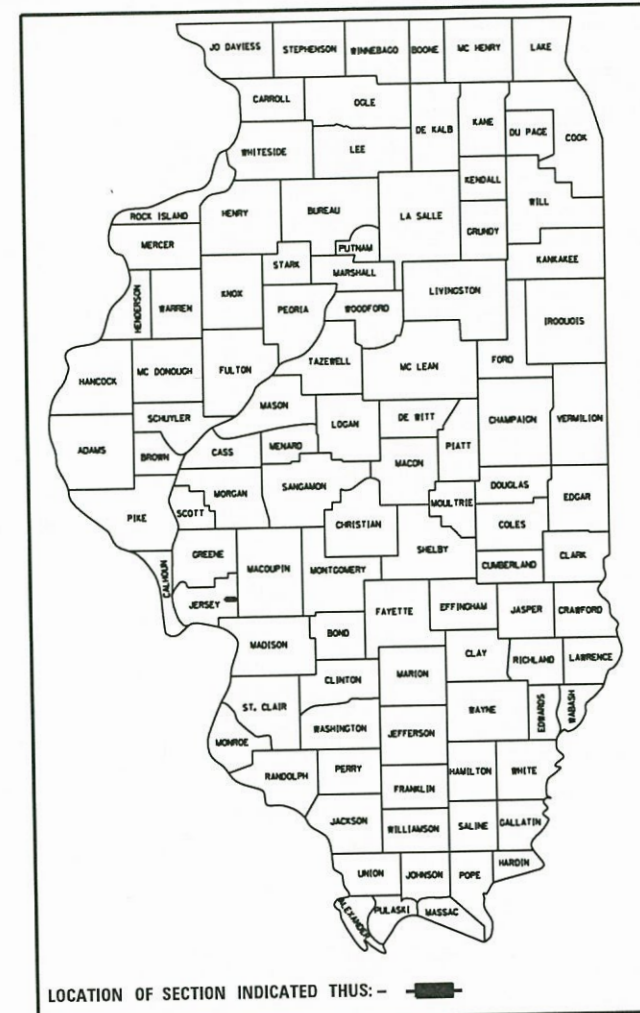 JO DAVIESS STEPHENSON WINNEBAGO BOONE MC HENRY LAKE
CARROLL OGLE DE KALB KANE DU PAGE COOK
WHITESIDE LEE KENDALL
ROCK ISLAND HENRY BUREAU LA SALLE GRUNDY WILL
MERCER PUTNAM KANKAKEE
STARK MARSHALL
HENDERSON WARREN KNOX PEORIA WOODFORD LIVINGSTON IROQUOIS
HANCOCK MC DONOUGH FULTON TAZEWELL MC LEAN FORD
SCHUYLER MASON LOGAN DE WITT CHAMPAIGN VERMILION
ADAMS BROWN CASS MENARD MACON PIATT
PIKE SCOTT MORGAN SANGAMON MOULTRIE DOUGLAS EDGAR
CHRISTIAN COLES
CALHOUN GREENE MACOUPIN MONTGOMERY SHELBY CUMBERLAND CLARK
JERSEY FAYETTE EFFINGHAM JASPER CRAWFORD
MADISON BOND
CLINTON MARION CLAY RICHLAND LAWRENCE
ST. CLAIR WASHINGTON JEFFERSON WAYNE EDWARDS WABASH
MONROE
RANDOLPH PERRY FRANKLIN HAMILTON WHITE
JACKSON WILLIAMSON SALINE GALLATIN
UNION JOHNSON POPE HARDIN
ALEXANDER PULASKI MASSAC
LOCATION OF SECTION INDICATED THUS: -